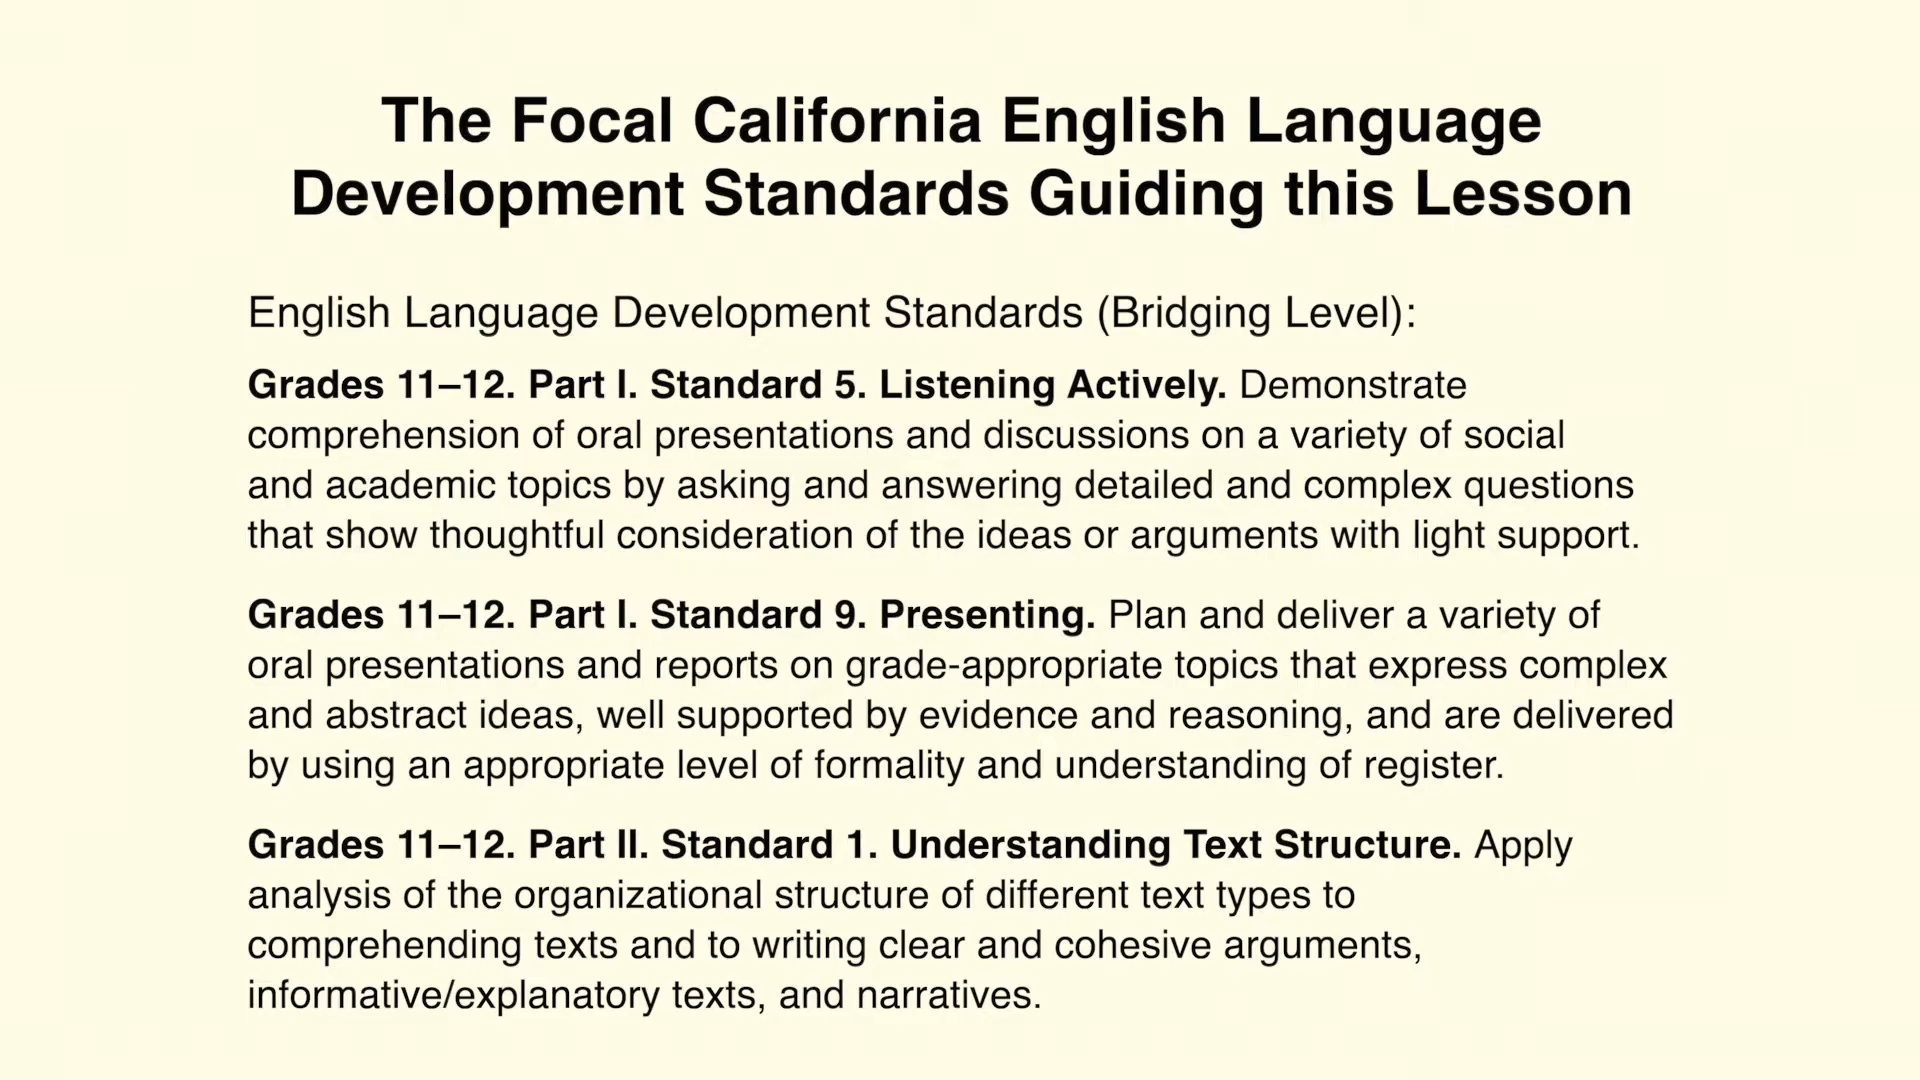 The Focal California English Language
Development Standards Guiding this Lesson
English Language Development Standards (Bridging Level):
Grades 11–12. Part I. Standard 5. Listening Actively. Demonstrate
comprehension of oral presentations and discussions on a variety of social
and academic topics by asking and answering detailed and complex questions
that show thoughtful consideration of the ideas or arguments with light support.
Grades 11–12. Part I. Standard 9. Presenting. Plan and deliver a variety of
oral presentations and reports on grade-appropriate topics that express complex
and abstract ideas, well supported by evidence and reasoning, and are delivered
by using an appropriate level of formality and understanding of register.
Grades 11–12. Part II. Standard 1. Understanding Text Structure. Apply
analysis of the organizational structure of different text types to
comprehending texts and to writing clear and cohesive arguments,
informative/explanatory texts, and narratives.